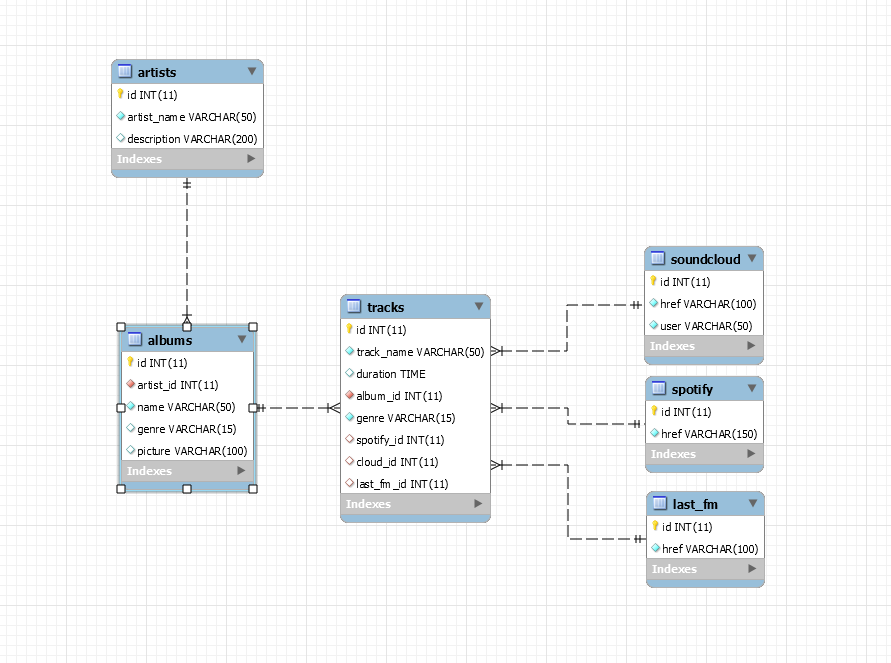 artists
id INT(11)
artist_name VARCHAR(50)
description VARCHAR(200)
Indexes
albums
id INT(11)
artist_id INT(11)
name VARCHAR(50)
genre VARCHAR(15)
picture VARCHAR(100)
Indexes
tracks
id INT(11)
track_name VARCHAR(50)
duration TIME
album_id INT(11)
genre VARCHAR(15)
spotify_id INT(11)
cloud_id INT(11)
last_fm_id INT(11)
Indexes
soundcloud
id INT(11)
href VARCHAR(100)
user VARCHAR(50)
Indexes
spotify
id INT(11)
href VARCHAR(150)
Indexes
last_fm
id INT(11)
href VARCHAR(100)
Indexes